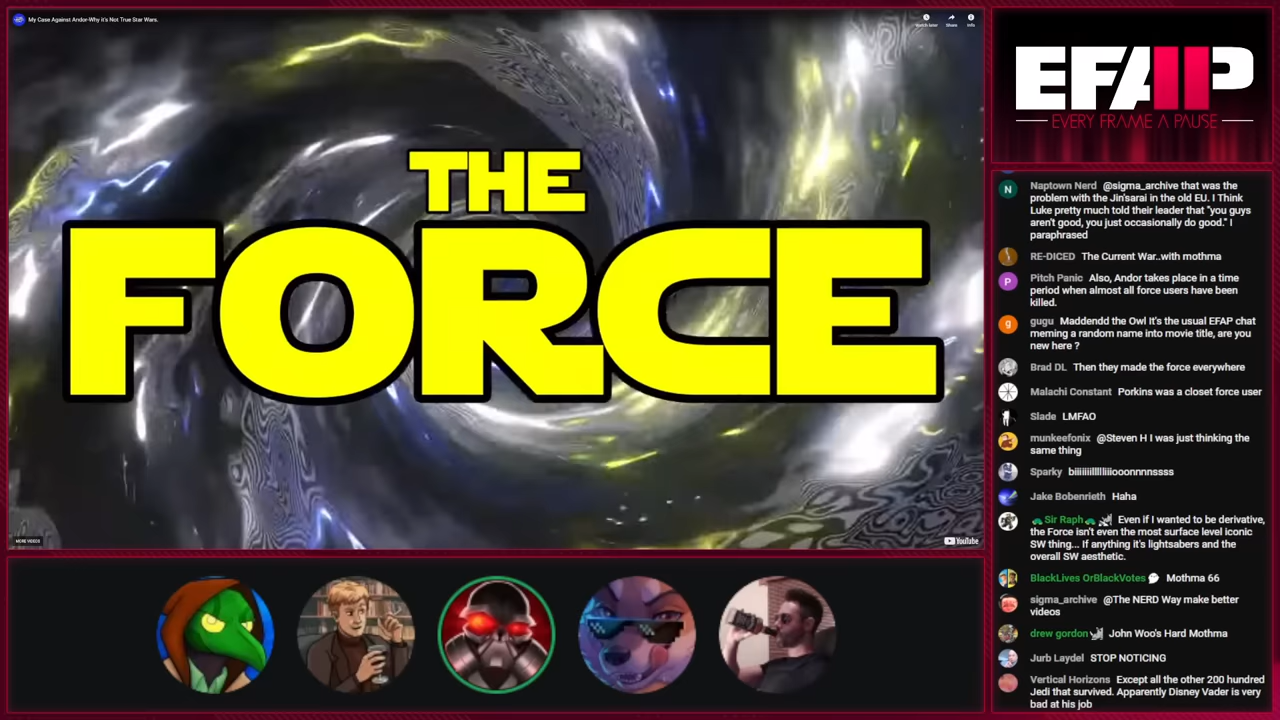 My Case Against Andor-Why it's Not True Star Wars.
Watch later
Share
Info
THE
FORCE
MORE VIDEOS
YouTube
EFAP
EVERY FRAME A PAUSE
N
Naptown Nerd @sigma_archive that was the
problem with the Jin'sarai in the old EU. I Think
Luke pretty much told their leader that "you guys
aren't good, you just occasionally do good." I
paraphrased
RE-DICED The Current War..with mothma
P
Pitch Panic Also, Andor takes place in a time
period when almost all force users have been
killed.
g
gugu Maddendd the Owl It's the usual EFAP chat
meming a random name into movie title, are you
new here ?
Brad DL Then they made the force everywhere
Malachi Constant Porkins was a closet force user
Slade LMFAO
munkeefonix @Steven H I was just thinking the
same thing
Jake Bobenrieth Haha
Sir Raph Even if I wanted to be derivative,
the Force isn't even the most surface level iconic
SW thing... If anything it's lightsabers and the
overall SW aesthetic.
BlackLives OrBlackVotes Mothma 66
sigma_archive @The NERD Way make better
videos
drew gordon John Woo's Hard Mothma
Jurb Laydel STOP NOTICING
Vertical Horizons Except all the other 200 hundred
Jedi that survived. Apparently Disney Vader is very
bad at his job